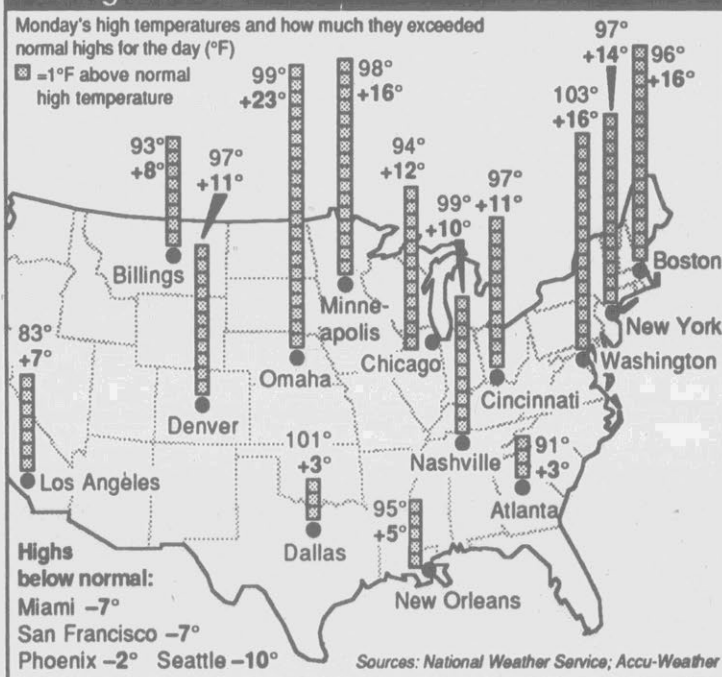 Monday's high temperatures and how much they exceeded
normal highs for the day (°F)
=1°F above normal
high temperature
93°
+8°
Billings
97°
+11°
Denver
99°
+23°
Omaha
98°
+16°
Minne-
apolis
94°
+12°
Chicago
99°
+10°
Nashville
97°
+11°
Cincinnati
103°
+16°
Washington
97°
+14°
New York
96°
+16°
Boston
83°
+7°
Los Angeles
101°
+3°
Dallas
95°
+5°
New Orleans
91°
+3°
Atlanta
Highs
below normal:
Miami –7°
San Francisco –7°
Phoenix –2° Seattle –10°
Sources: National Weather Service; Accu-Weather